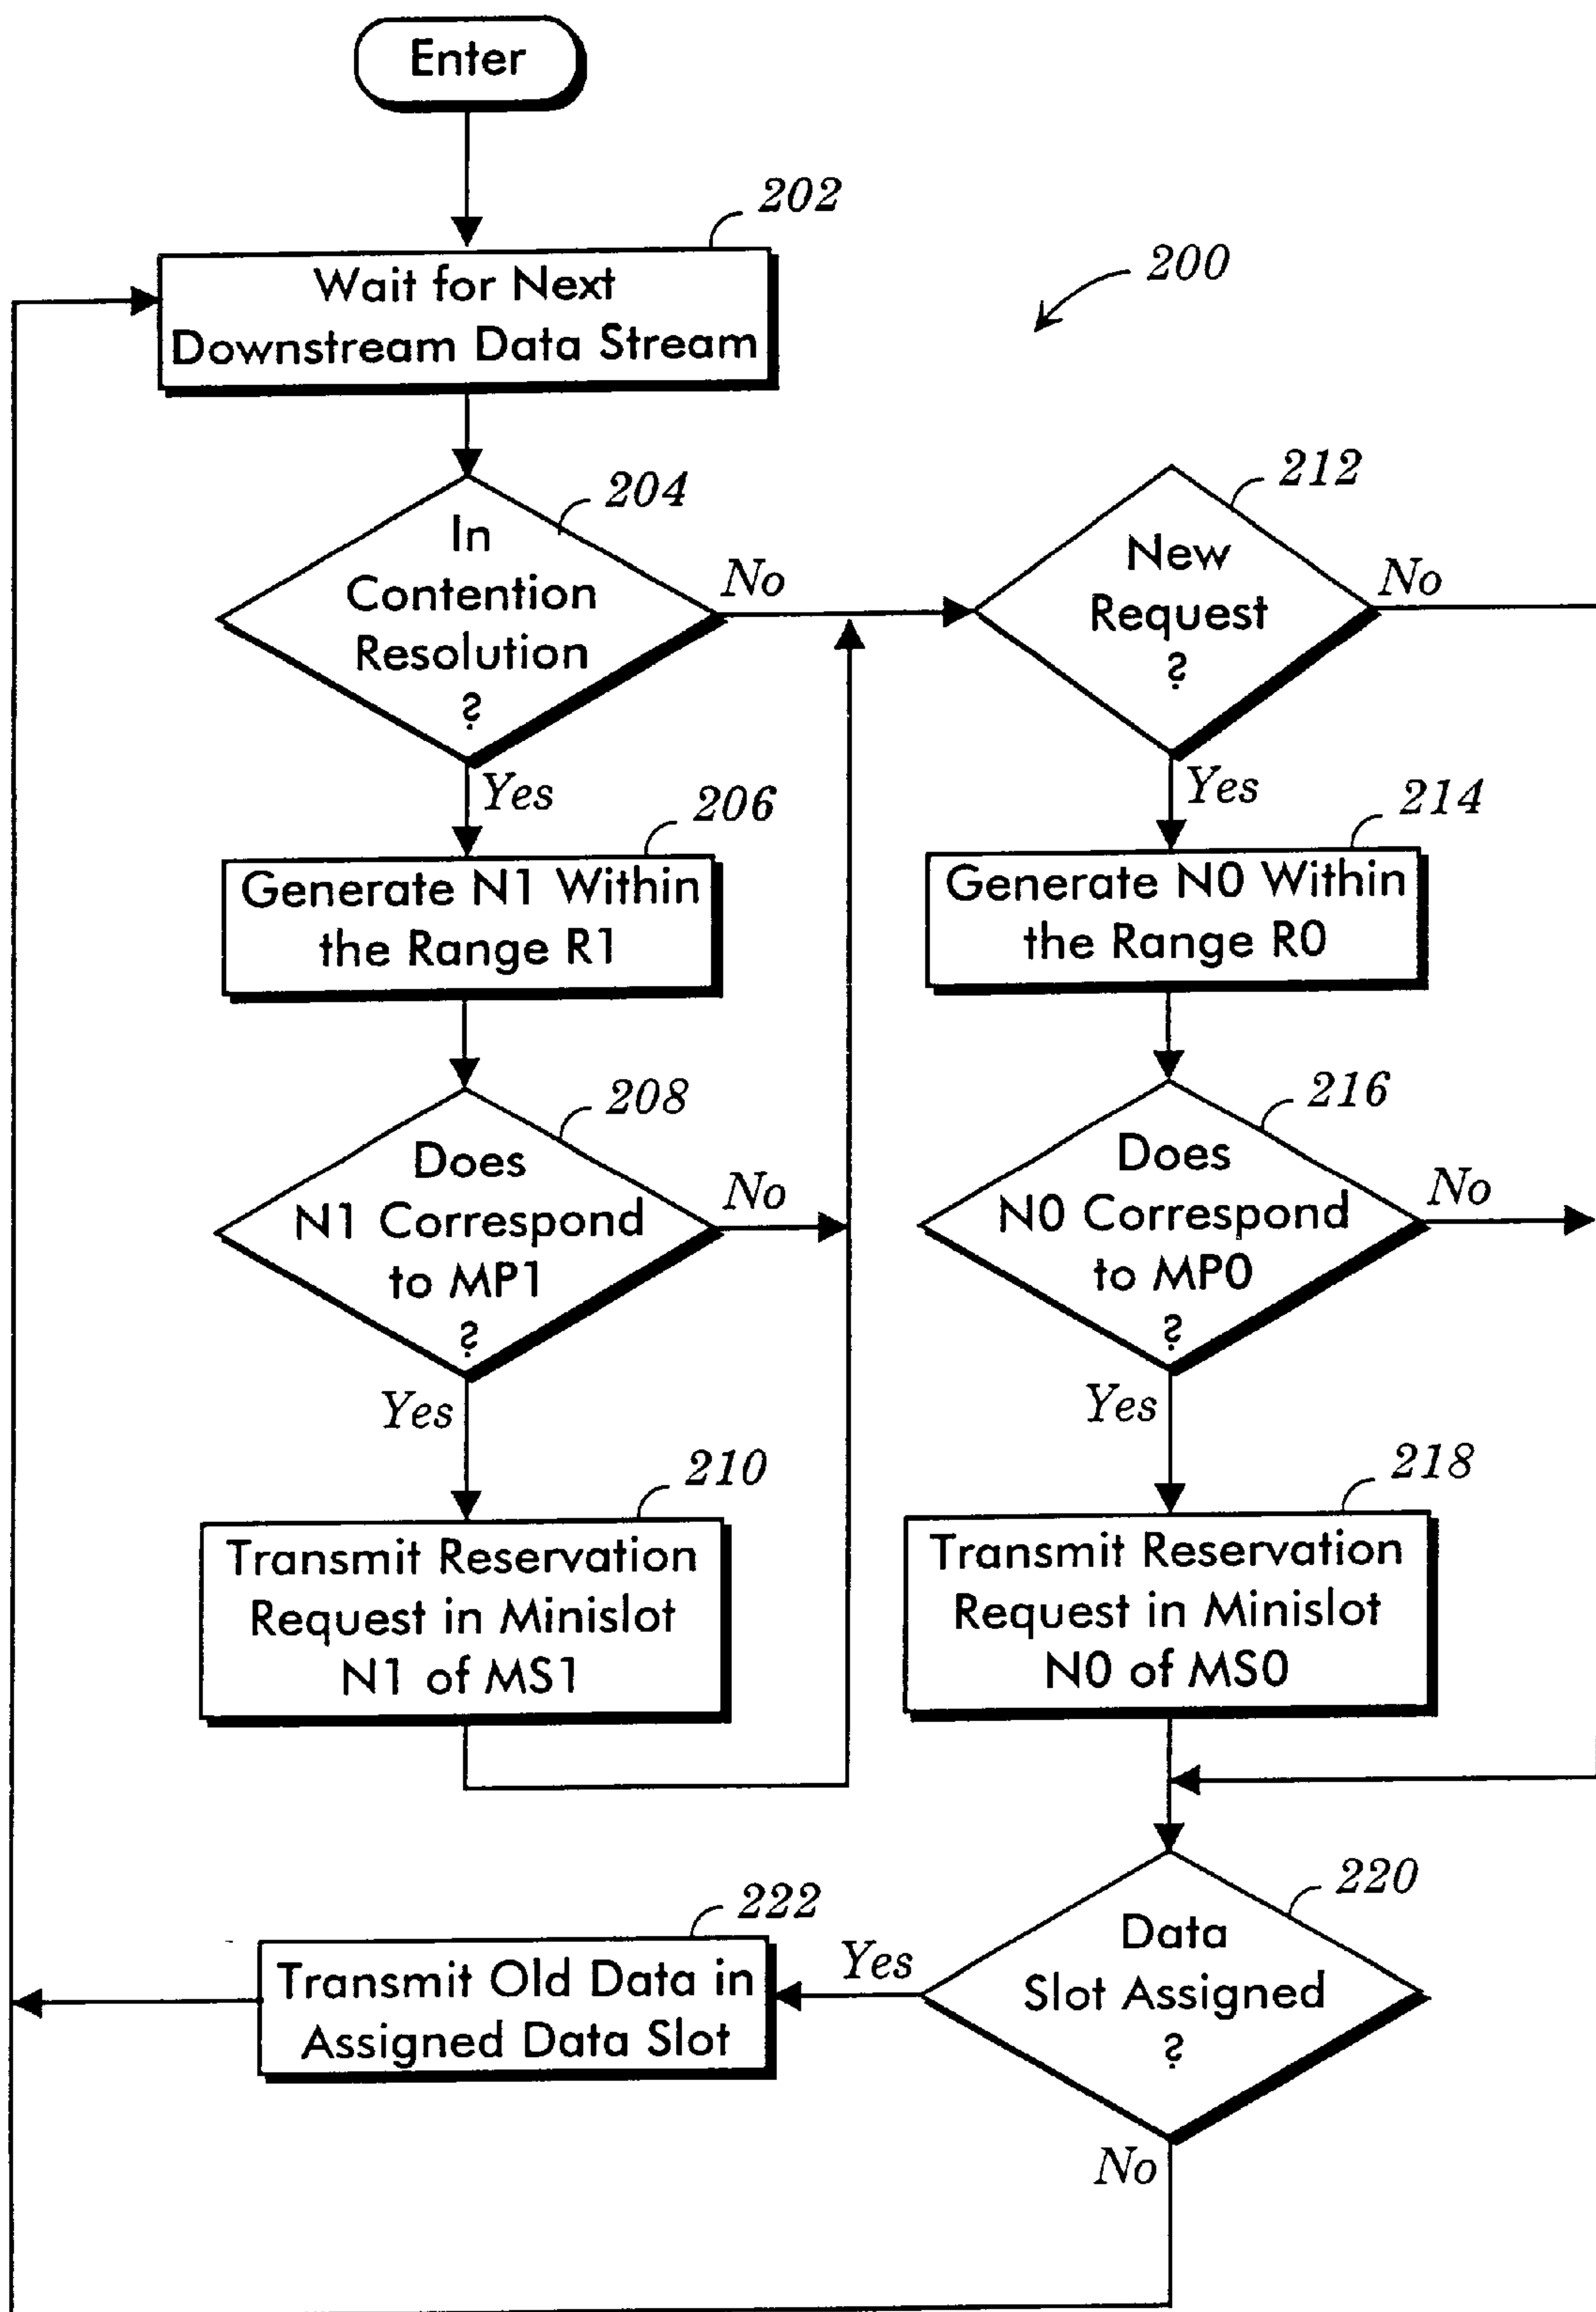 Enter
202
Wait for Next
Downstream Data Stream
200
204
In
Contention
Resolution
?
No
Yes
206
Generate N1 Within
the Range R1
208
Does
N1 Correspond
to MP1
?
No
Yes
210
Transmit Reservation
Request in Minislot
N1 of MS1
212
New
Request
?
No
Yes
214
Generate N0 Within
the Range R0
216
Does
N0 Correspond
to MP0
?
No
Yes
218
Transmit Reservation
Request in Minislot
N0 of MS0
220
Data
Slot Assigned
?
Yes
No
222
Transmit Old Data in
Assigned Data Slot